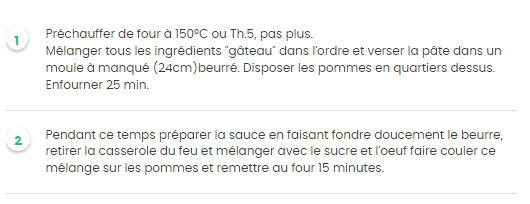 1
Préchauffer de four à 150°C ou Th.5, pas plus.
Mélanger tous les ingrédients "gâteau" dans l'ordre et verser la pâte dans un
moule à manqué (24cm)beurré. Disposer les pommes en quartiers dessus.
Enfourner 25 min.
2
Pendant ce temps préparer la sauce en faisant fondre doucement le beurre,
retirer la casserole du feu et mélanger avec le sucre et l'oeuf faire couler ce
mélange sur les pommes et remettre au four 15 minutes.